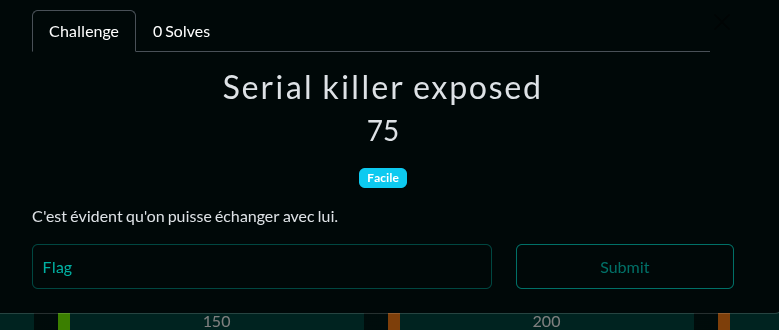 Challenge 0 Solves
Serial killer exposed
75
Facile
C'est évident qu'on puisse échanger avec lui.
Flag Submit
150 200